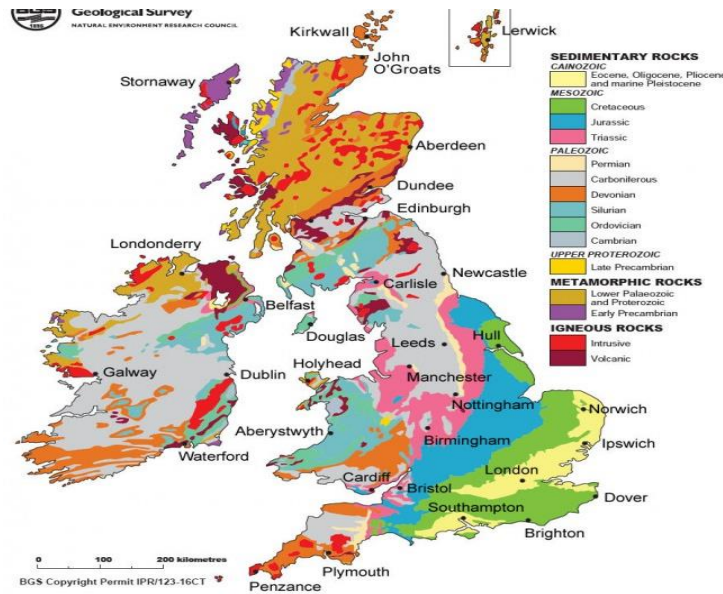 BGS
1835
Geological Survey
NATURAL ENVIRONMENT RESEARCH COUNCIL
Kirkwall
Lerwick
John
O'Groats
Stornaway
Aberdeen
Dundee
Edinburgh
Londonderry
Newcastle
Carlisle
Belfast
Douglas
Hull
Leeds
Holyhead
Galway
Dublin
Manchester
Nottingham
Norwich
Aberystwyth
Birmingham
Ipswich
Waterford
London
Cardiff
Bristol
Dover
Southampton
Brighton
Plymouth
Penzance
SEDIMENTARY ROCKS
CAINOZOIC
Eocene, Oligocene, Pliocene
and marine Pleistocene
MESOZOIC
Cretaceous
Jurassic
Triassic
PALEOZOIC
Permian
Carboniferous
Devonian
Silurian
Ordovician
Cambrian
UPPER PROTEROZOIC
Late Precambrian
METAMORPHIC ROCKS
Lower Palaeozoic
and Proterozoic
Early Precambrian
IGNEOUS ROCKS
Intrusive
Volcanic
0 100 200 kilometres
BGS Copyright Permit IPR/123-16CT